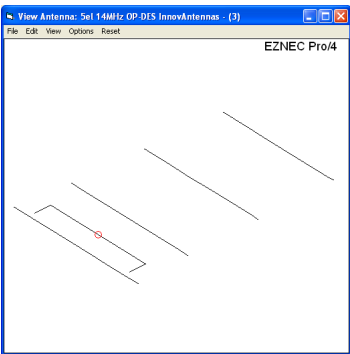 View Antenna: 5el 14MHz OP-DES InnovAntennas - (3)
File Edit View Options Reset
EZNEC Pro/4